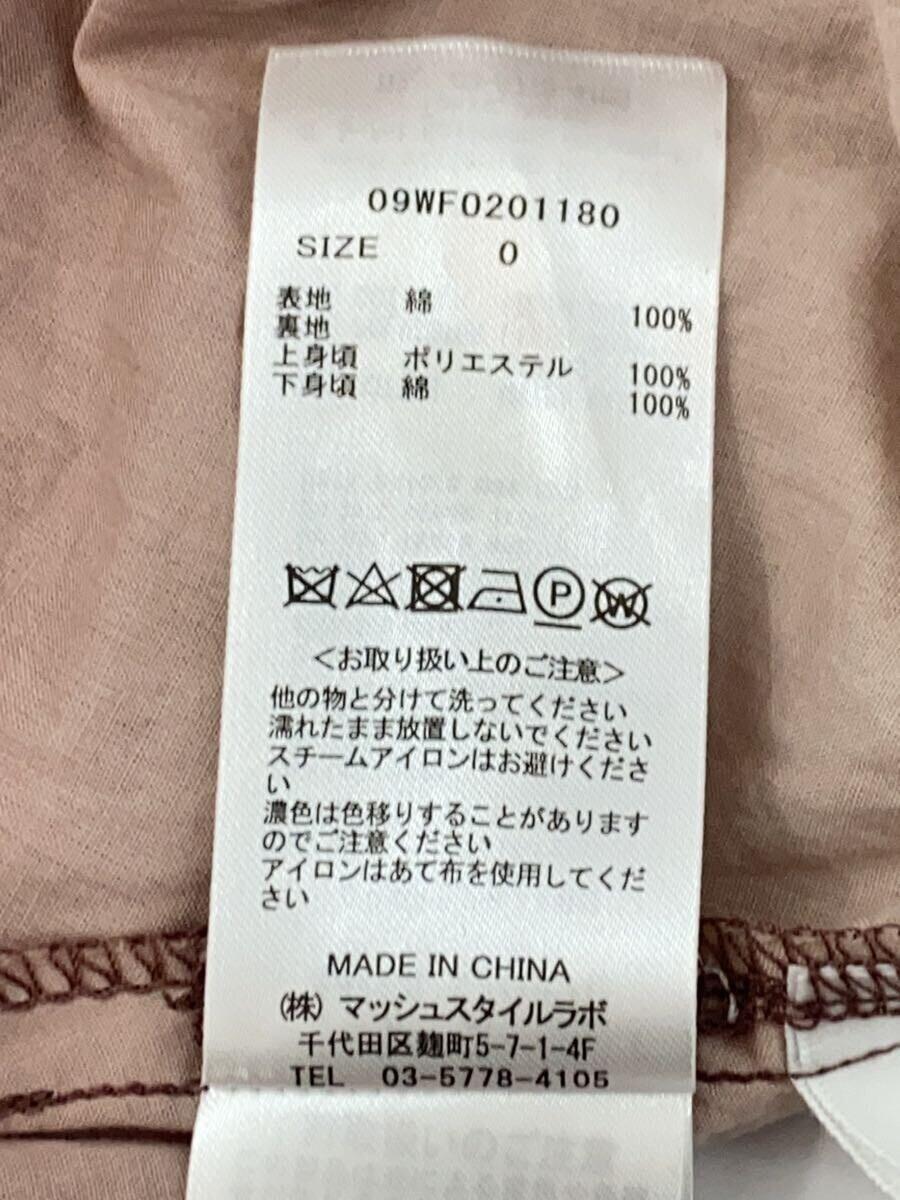 09WF0201180
SIZE 0
表地 綿 100%
裏地
上身頃 ポリエステル 100%
下身頃 綿 100%
P W
＜お取り扱い上のご注意＞
他の物と分けて洗ってください
濡れたまま放置しないでください
スチームアイロンはお避けくださ
い
濃色は色移りすることがあります
のでご注意ください
アイロンはあて布を使用してくだ
さい
MADE IN CHINA
㈱ マッシュスタイルラボ
千代田区麹町5-7-1-4F
TEL 03-5778-4105